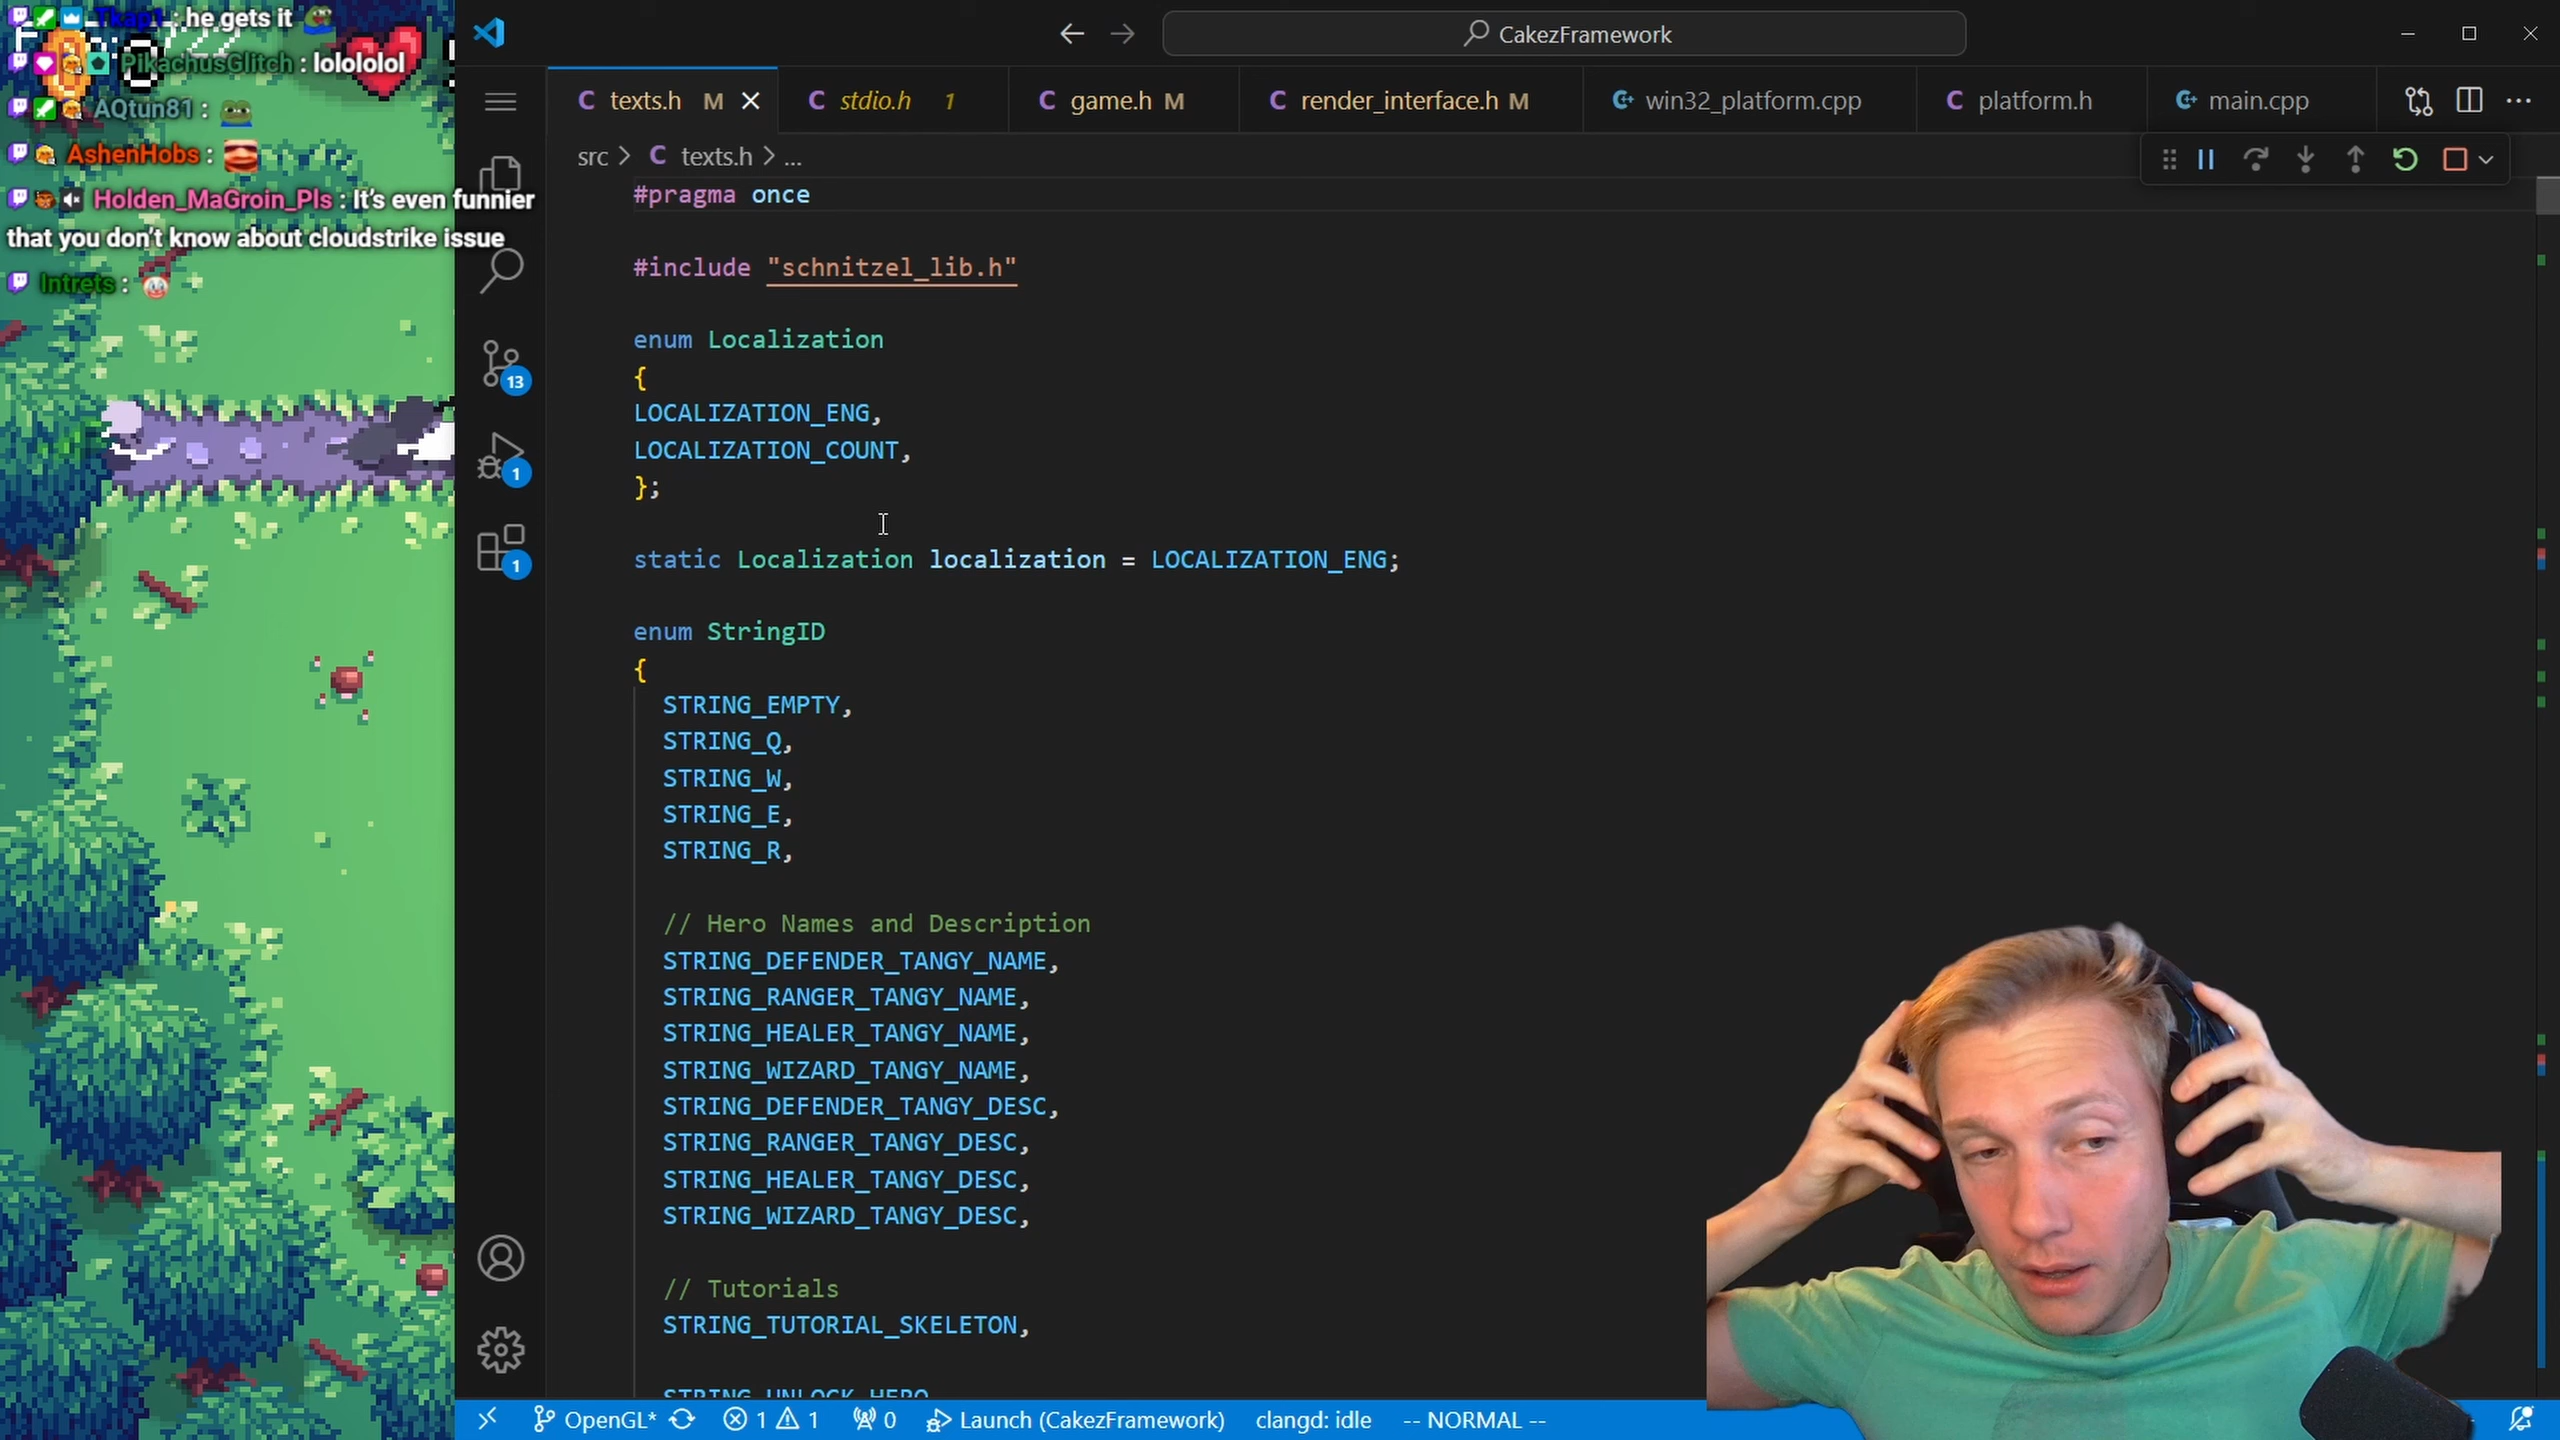 Tkap1 : he gets it
PikachusGlitch : lolololol
AQtun81 :
AshenHobs :
Holden_MaGroin_Pls : It's even funnier
that you don't know about cloudstrike issue
Intrets :
CakezFramework
texts.h M
stdio.h 1
game.h M
render_interface.h M
win32_platform.cpp
platform.h
main.cpp
src > C texts.h > ...
#pragma once
#include "schnitzel_lib.h"
enum Localization
{
LOCALIZATION_ENG,
LOCALIZATION_COUNT,
};
static Localization localization = LOCALIZATION_ENG;
enum StringID
{
STRING_EMPTY,
STRING_Q,
STRING_W,
STRING_E,
STRING_R,
// Hero Names and Description
STRING_DEFENDER_TANGY_NAME,
STRING_RANGER_TANGY_NAME,
STRING_HEALER_TANGY_NAME,
STRING_WIZARD_TANGY_NAME,
STRING_DEFENDER_TANGY_DESC,
STRING_RANGER_TANGY_DESC,
STRING_HEALER_TANGY_DESC,
STRING_WIZARD_TANGY_DESC,
// Tutorials
STRING_TUTORIAL_SKELETON,
STRING_UNLOCK_HERO
13
1
1
OpenGL* 1 1 0 Launch (CakezFramework) clangd: idle -- NORMAL --